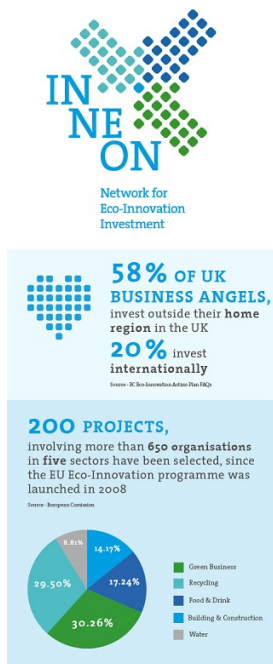 IN
NE
ON
Network for
Eco-Innovation
Investment
58% OF UK
BUSINESS ANGELS,
invest outside their home
region in the UK
20% invest
internationally
Source - EC Eco-Innovation Action Plan FAQs
200 PROJECTS,
involving more than 650 organisations
in five sectors have been selected, since
the EU Eco-Innovation programme was
launched in 2008
Source - European Comission
8.81%
14.17%
29.50%
17.24%
30.26%
Green Business
Recycling
Food & Drink
Building & Construction
Water